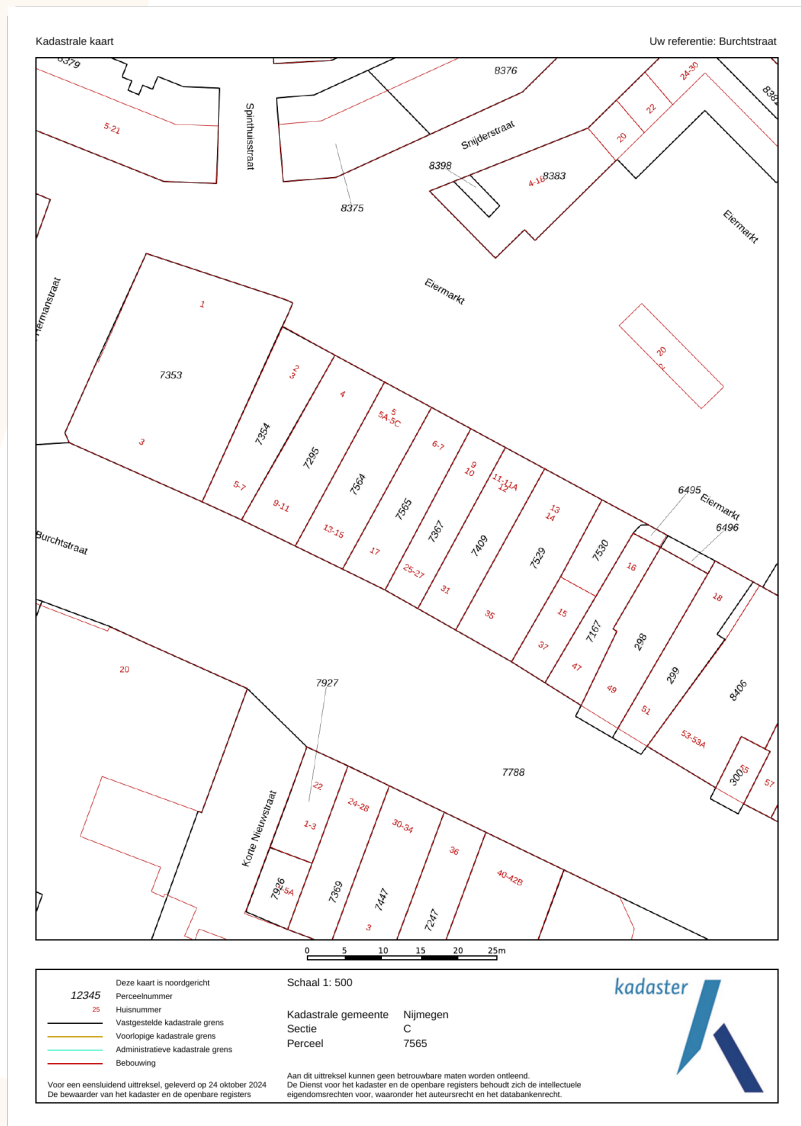 Kadastrale kaart
Uw referentie: Burchtstraat
8379
8376
24-30
8381
22
5-21
Spinthuisstraat
Snijderstraat
20
8398
4-18
8383
8375
Eiermarkt
Eiermarkt
Hermanstraat
1
20
7353
2
3
4
5
5A-5C
3
7354
7295
6-7
9
10
11-11A
12
7564
5-7
9-11
7565
13
14
6495
Eiermarkt
6496
13-15
7367
7409
7529
7530
Burchtstraat
17
25-27
16
31
18
35
15
7167
298
37
299
20
47
8406
49
7927
51
53-53A
7788
55
3005
57
22
24-28
1-3
30-34
Korte Nieuwstraat
36
40-42B
7926
-5A
7369
7447
7247
3
0 5 10 15 20 25m
Deze kaart is noordgericht
12345 Perceelnummer
25 Huisnummer
Vastgestelde kadastrale grens
Voorlopige kadastrale grens
Administratieve kadastrale grens
Bebouwing
Voor een eensluidend uittreksel, geleverd op 24 oktober 2024
De bewaarder van het kadaster en de openbare registers
Schaal 1: 500
Kadastrale gemeente Nijmegen
Sectie C
Perceel 7565
Aan dit uittreksel kunnen geen betrouwbare maten worden ontleend.
De Dienst voor het kadaster en de openbare registers behoudt zich de intellectuele
eigendomsrechten voor, waaronder het auteursrecht en het databankenrecht.
kadaster